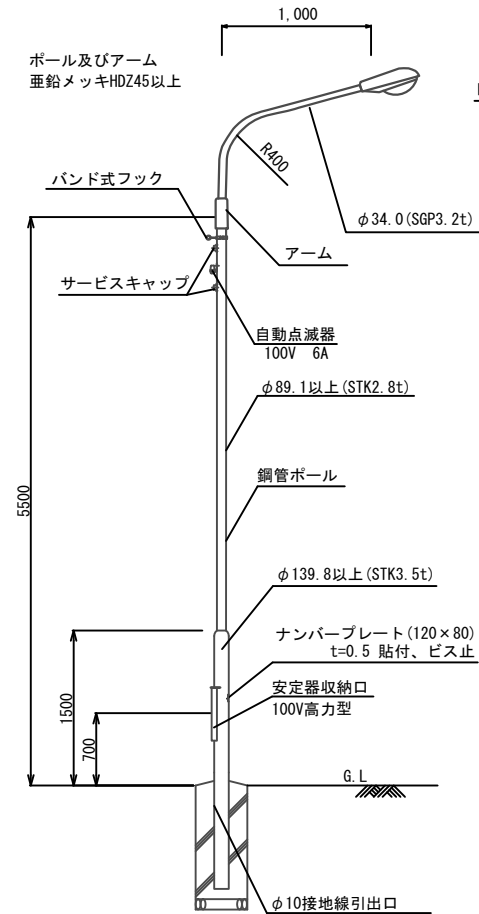 1,000
ポール及びアーム
亜鉛メッキHDZ45以上
R400
バンド式フック
φ34.0(SGP3.2t)
アーム
サービスキャップ
自動点滅器
100V 6A
φ89.1以上(STK2.8t)
5500
鋼管ポール
φ139.8以上(STK3.5t)
ナンバープレート(120×80)
t=0.5 貼付、ビス止
1500
安定器収納口
100V高力型
700
G.L
φ10接地線引出口